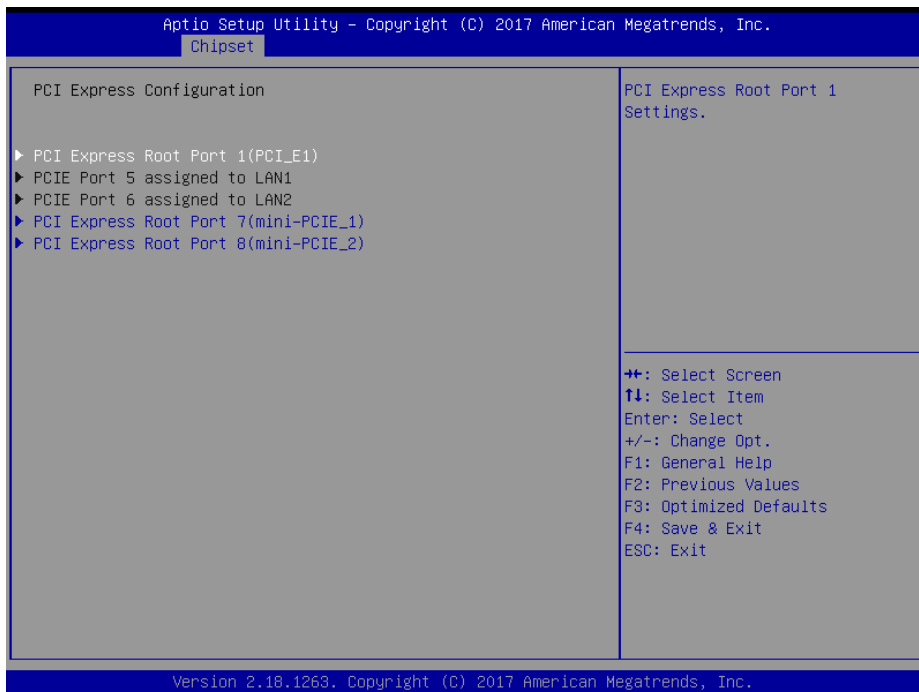 Aptio Setup Utility – Copyright (C) 2017 American Megatrends, Inc.
Chipset
PCI Express Configuration
PCI Express Root Port 1(PCI_E1)
PCIE Port 5 assigned to LAN1
PCIE Port 6 assigned to LAN2
PCI Express Root Port 7(mini-PCIE_1)
PCI Express Root Port 8(mini-PCIE_2)
PCI Express Root Port 1
Settings.
→←: Select Screen
↑↓: Select Item
Enter: Select
+/-: Change Opt.
F1: General Help
F2: Previous Values
F3: Optimized Defaults
F4: Save & Exit
ESC: Exit
Version 2.18.1263. Copyright (C) 2017 American Megatrends, Inc.